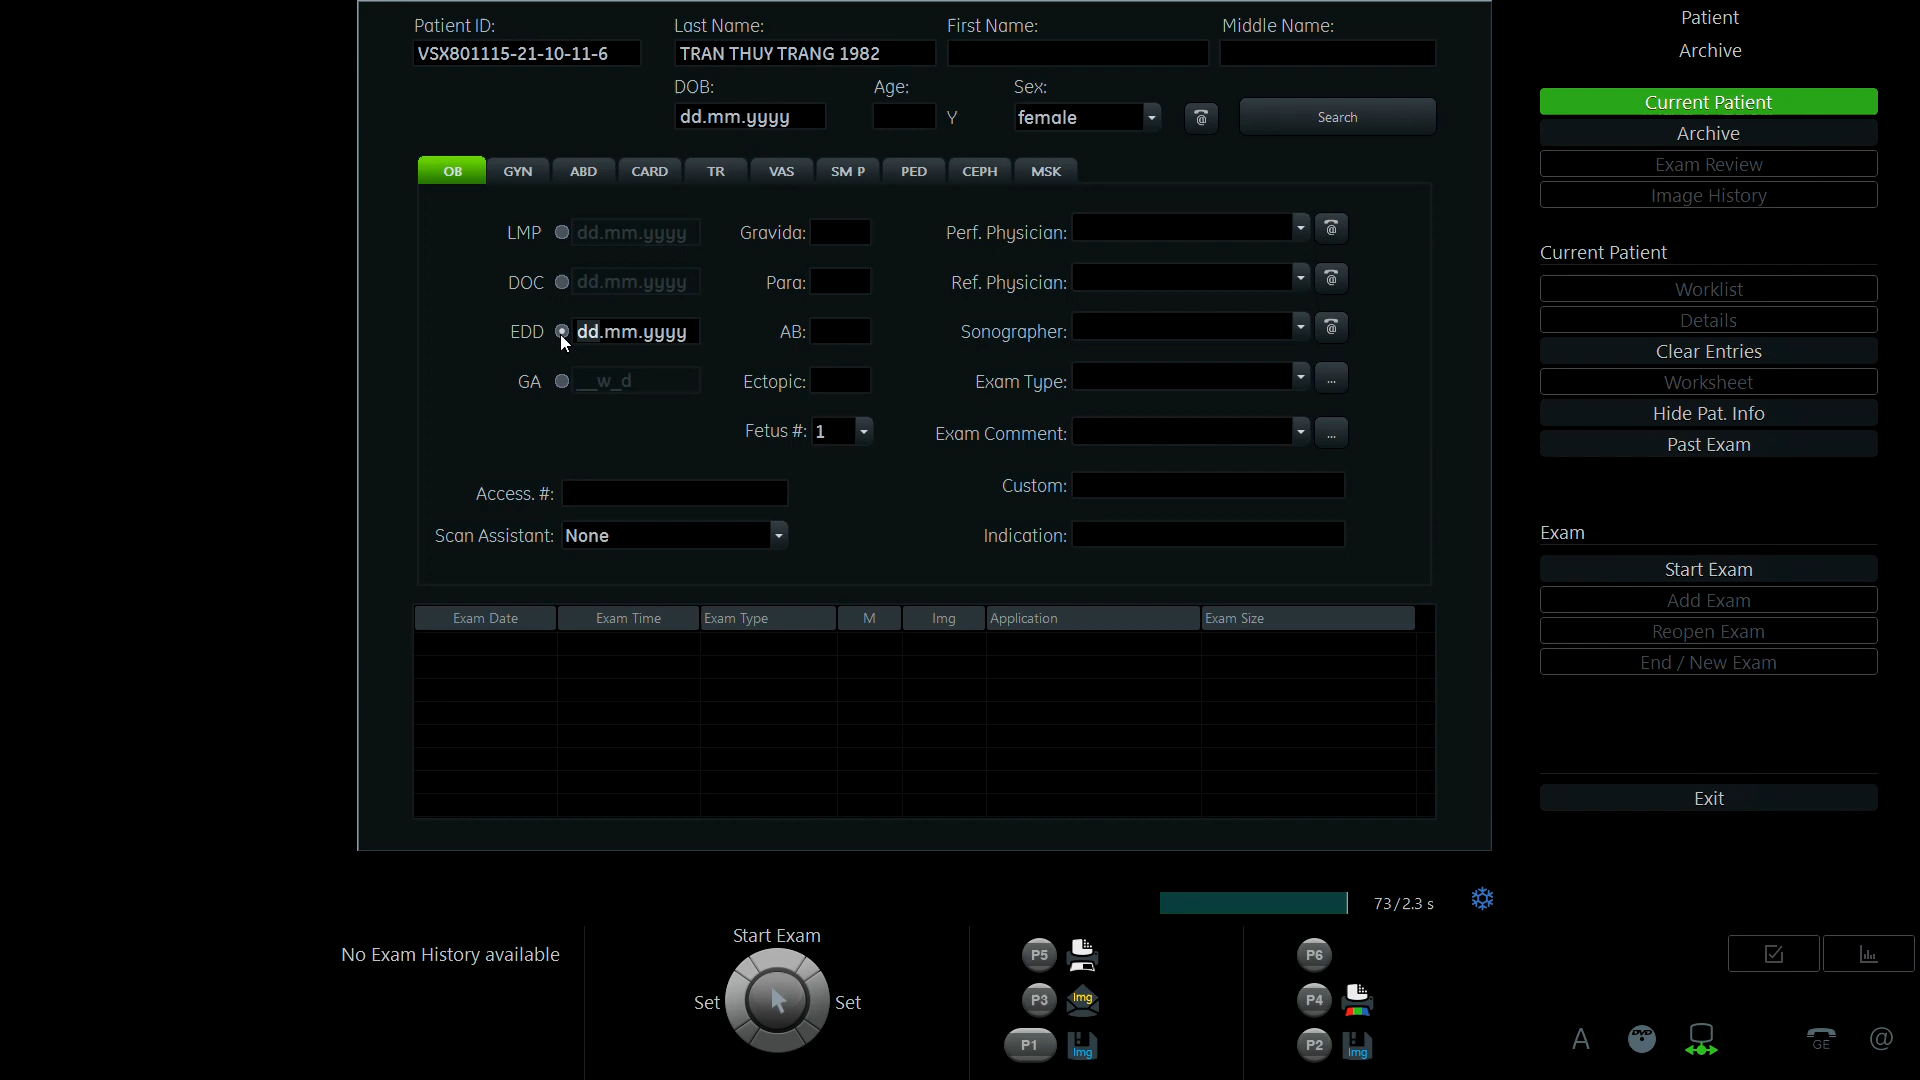 Patient ID: Last Name: First Name: Middle Name:
VSX801115-21-10-11-6 TRAN THUY TRANG 1982
DOB: Age: Sex:
dd.mm.yyyy Y female @ Search
OB GYN ABD CARD TR VAS SM P PED CEPH MSK
LMP dd.mm.yyyy Gravida: Perf. Physician: @
DOC dd.mm.yyyy Para: Ref. Physician: @
EDD dd.mm.yyyy AB: Sonographer: @
GA __w_d Ectopic: Exam Type: ...
Fetus #: 1 Exam Comment: ...
Access. #: Custom:
Scan Assistant: None Indication:
Exam Date Exam Time Exam Type M Img Application Exam Size
73/2.3 s
No Exam History available
Start Exam
Set Set
P5
P3 Img
P1 Img
P6
P4
P2 Img
Patient
Archive
Current Patient
Archive
Exam Review
Image History
Current Patient
Worklist
Details
Clear Entries
Worksheet
Hide Pat. Info
Past Exam
Exam
Start Exam
Add Exam
Reopen Exam
End / New Exam
Exit
A DVD GE @